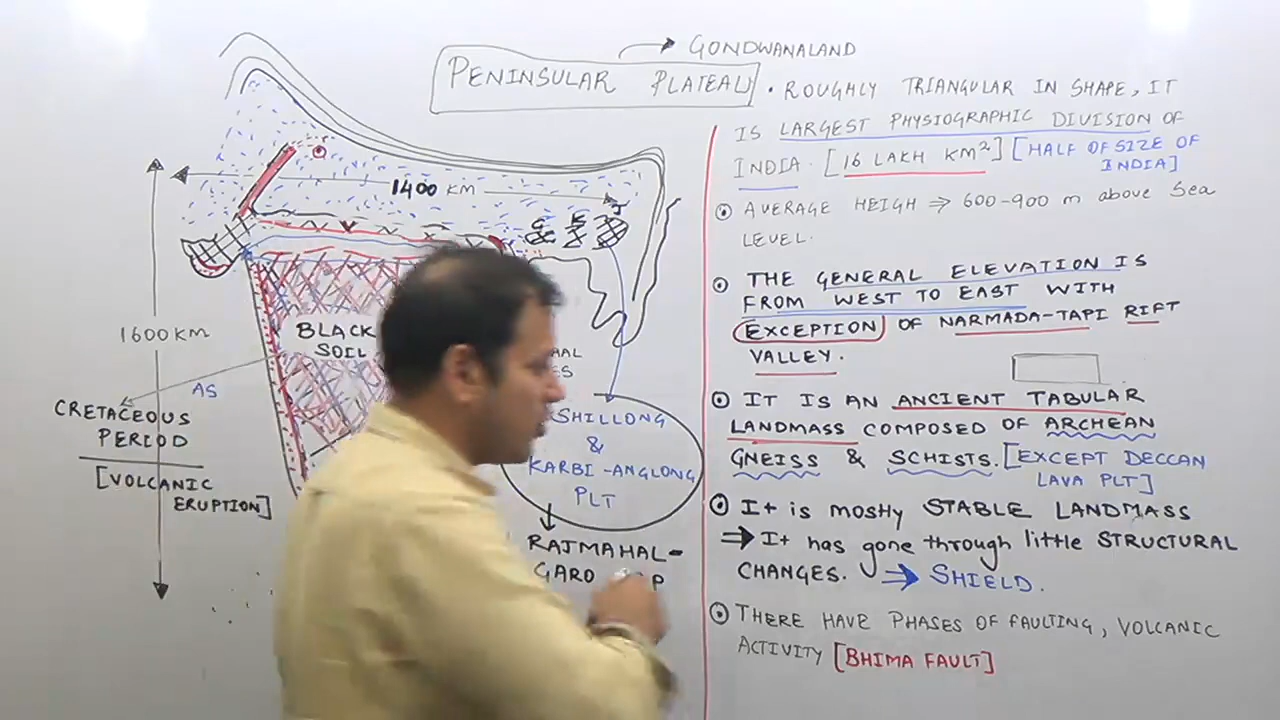 GONDWANALAND
PENINSULAR PLATEAU
• ROUGHLY TRIANGULAR IN SHAPE, IT
IS LARGEST PHYSIOGRAPHIC DIVISION OF
INDIA. [16 LAKH KM²] [HALF OF SIZE OF
INDIA]
AVERAGE HEIGH ⇒ 600-900 m above Sea
LEVEL.
THE GENERAL ELEVATION IS
FROM WEST TO EAST WITH
EXCEPTION OF NARMADA-TAPI RIFT
VALLEY.
IT IS AN ANCIENT TABULAR
LANDMASS COMPOSED OF ARCHEAN
GNEISS & SCHISTS. [EXCEPT DECCAN
LAVA PLT]
It is mostly STABLE LANDMASS
⇒ It has gone through little STRUCTURAL
CHANGES. ⇒ SHIELD.
THERE HAVE PHASES OF FAULTING, VOLCANIC
ACTIVITY [BHIMA FAULT]
1400 KM
G K J
1600 KM
BLACK
SOIL
AS
CRETACEOUS
PERIOD
[VOLCANIC
ERUPTION]
SHILLONG
&
KARBI-ANGLONG
PLT
RAJMAHAL-
GARO